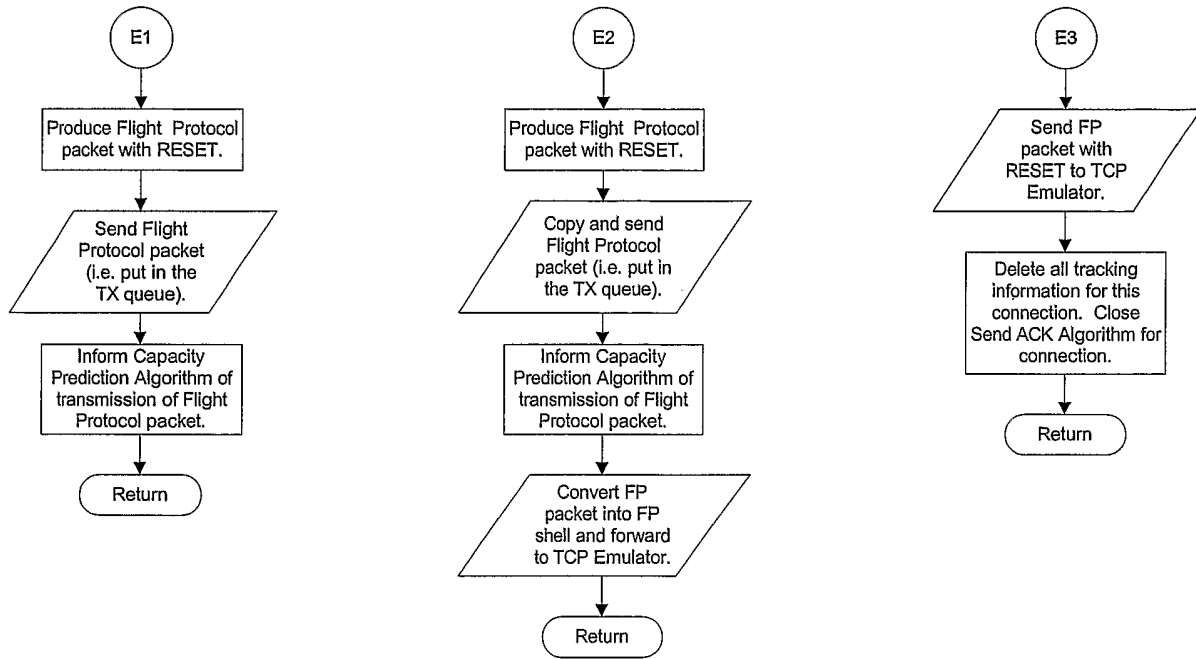 E1
Produce Flight Protocol
packet with RESET.
Send Flight
Protocol packet
(i.e. put in the
TX queue).
Inform Capacity
Prediction Algorithm of
transmission of Flight
Protocol packet.
Return
E2
Produce Flight Protocol
packet with RESET.
Copy and send
Flight Protocol
packet (i.e. put in
the TX queue).
Inform Capacity
Prediction Algorithm of
transmission of Flight
Protocol packet.
Convert FP
packet into FP
shell and forward
to TCP Emulator.
Return
E3
Send FP
packet with
RESET to TCP
Emulator.
Delete all tracking
information for this
connection. Close
Send ACK Algorithm for
connection.
Return